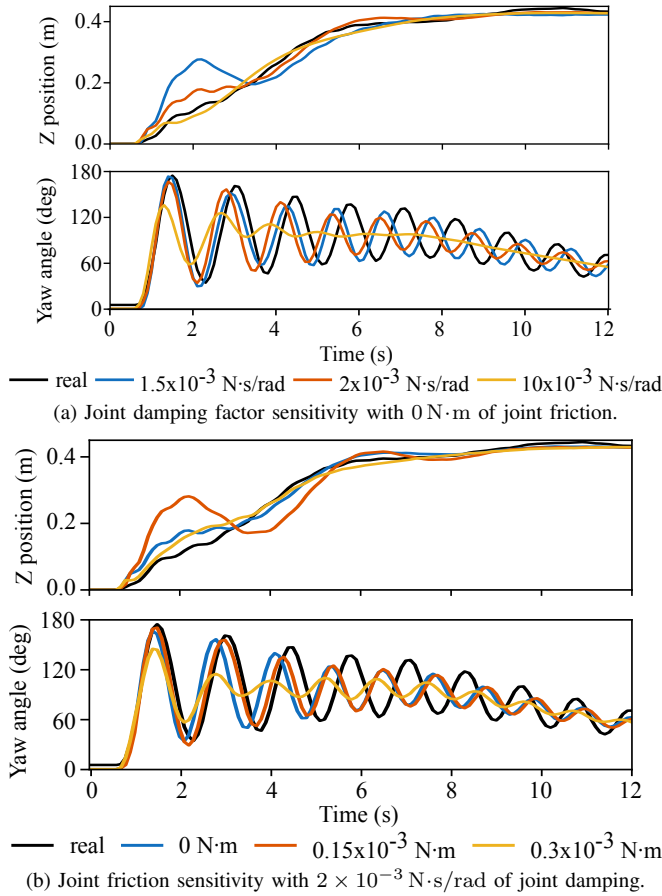 Z position (m)
0.4
0.2
0.0
Yaw angle (deg)
180
120
60
0
0 2 4 6 8 10 12
Time (s)
real 1.5x10⁻³ N·s/rad 2x10⁻³ N·s/rad 10x10⁻³ N·s/rad
(a) Joint damping factor sensitivity with 0 N·m of joint friction.
Z position (m)
0.4
0.2
0.0
Yaw angle (deg)
180
120
60
0
0 2 4 6 8 10 12
Time (s)
real 0 N·m 0.15x10⁻³ N·m 0.3x10⁻³ N·m
(b) Joint friction sensitivity with 2 × 10⁻³ N·s/rad of joint damping.